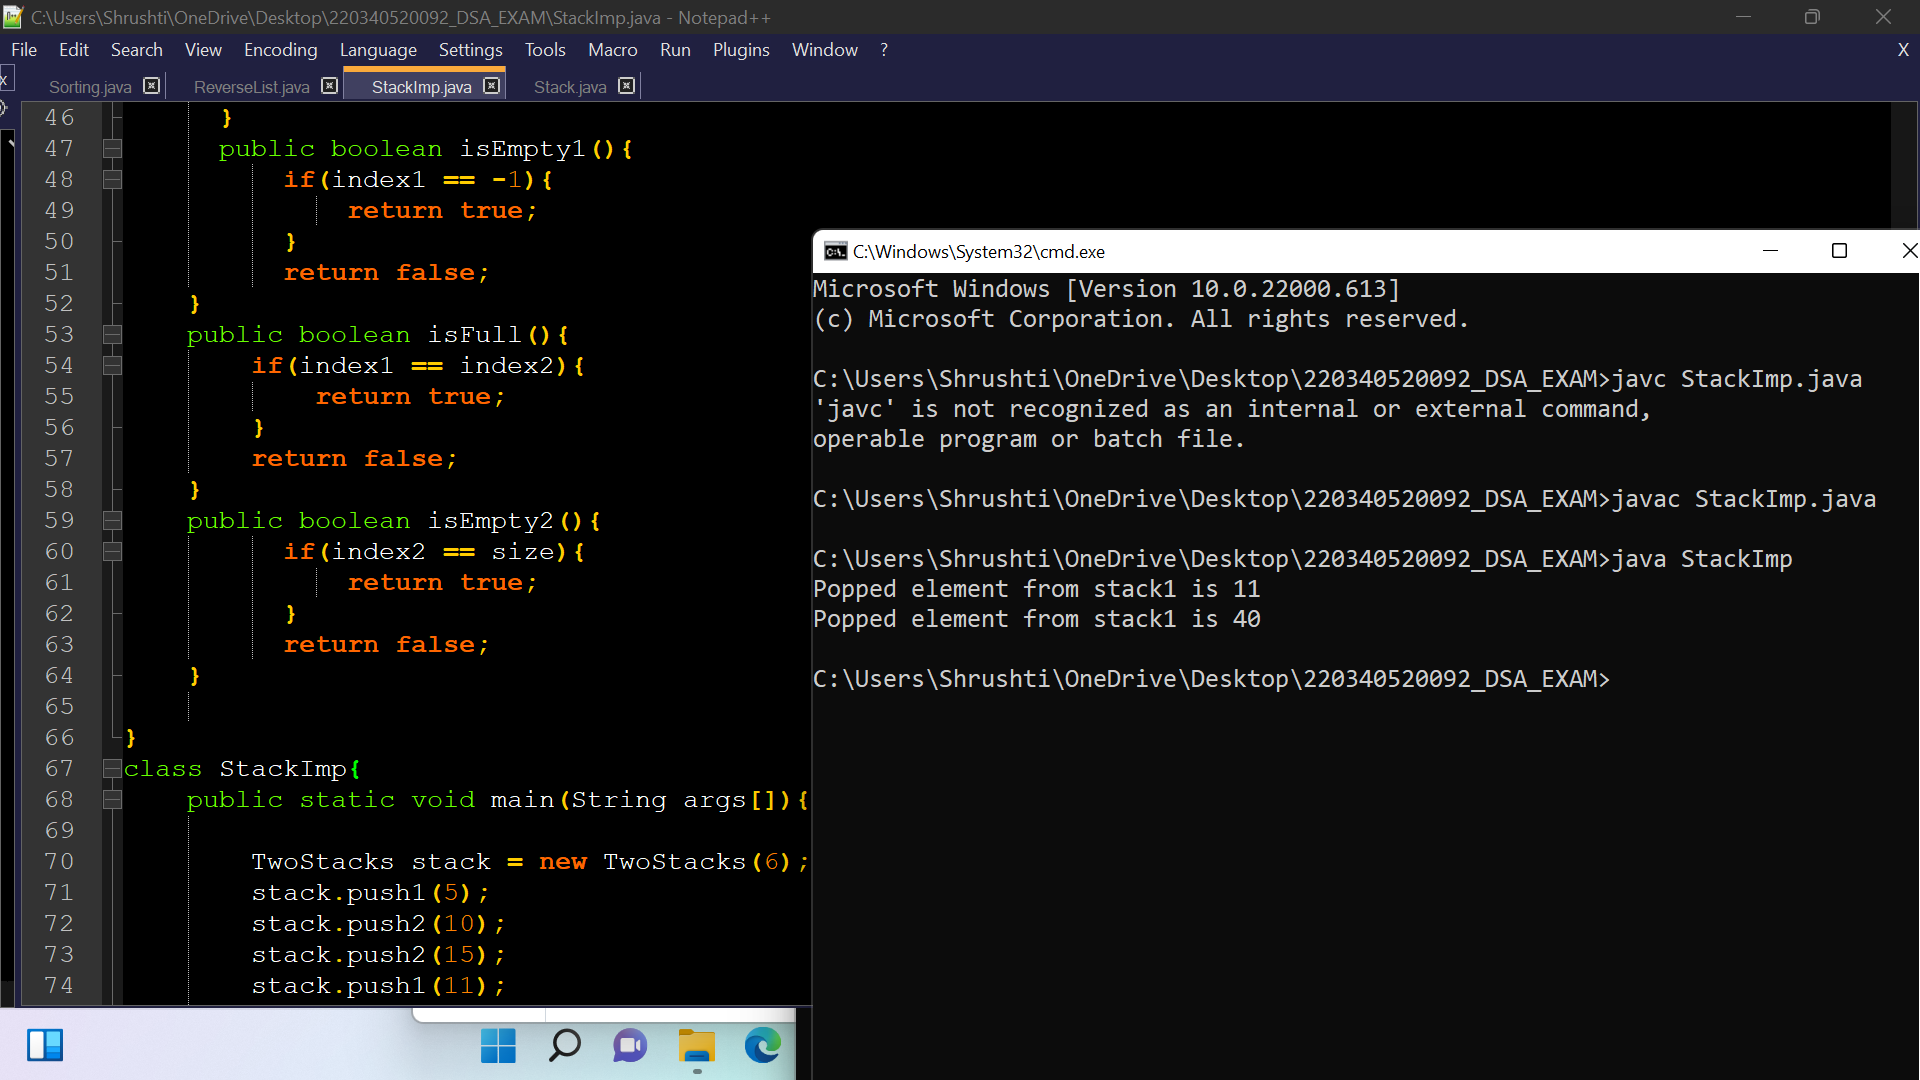 C:\Users\Shrushti\OneDrive\Desktop\220340520092_DSA_EXAM\StackImp.java - Notepad++
File Edit Search View Encoding Language Settings Tools Macro Run Plugins Window ? X
Sorting.java ReverseList.java StackImp.java Stack.java
46 }
47 public boolean isEmpty1(){
48 if(index1 == -1){
49 return true;
50 }
51 return false;
52 }
53 public boolean isFull(){
54 if(index1 == index2){
55 return true;
56 }
57 return false;
58 }
59 public boolean isEmpty2(){
60 if(index2 == size){
61 return true;
62 }
63 return false;
64 }
65
66 }
67 class StackImp{
68 public static void main(String args[]){
69
70 TwoStacks stack = new TwoStacks(6);
71 stack.push1(5);
72 stack.push2(10);
73 stack.push2(15);
74 stack.push1(11);
C:\Windows\System32\cmd.exe
Microsoft Windows [Version 10.0.22000.613]
(c) Microsoft Corporation. All rights reserved.
C:\Users\Shrushti\OneDrive\Desktop\220340520092_DSA_EXAM>javc StackImp.java
'javc' is not recognized as an internal or external command,
operable program or batch file.
C:\Users\Shrushti\OneDrive\Desktop\220340520092_DSA_EXAM>javac StackImp.java
C:\Users\Shrushti\OneDrive\Desktop\220340520092_DSA_EXAM>java StackImp
Popped element from stack1 is 11
Popped element from stack1 is 40
C:\Users\Shrushti\OneDrive\Desktop\220340520092_DSA_EXAM>